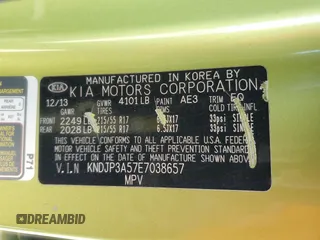 MANUFACTURED IN KOREA BY
KIA MOTORS CORPORATION
12/13 GVWR 4101LB PAINT AE3 TRIM EQ
GAWR TIRES RIMS COLD TIRE INFL.
FRONT 2249LB 215/55 R17 6.5JX17 33psi SINGLE
REAR 2028LB 215/55 R17 6.5JX17 33psi SINGLE
THIS VEHICLE CONFORMS TO ALL APPLICABLE FEDERAL
MOTOR VEHICLE SAFETY, BUMPER, AND THEFT PREVENTION
STANDARDS IN EFFECT ON THE DATE OF MANUFACTURE
SHOWN ABOVE.
V.I.N KNDJP3A57E7038657
MPV
P71
DREAMBID